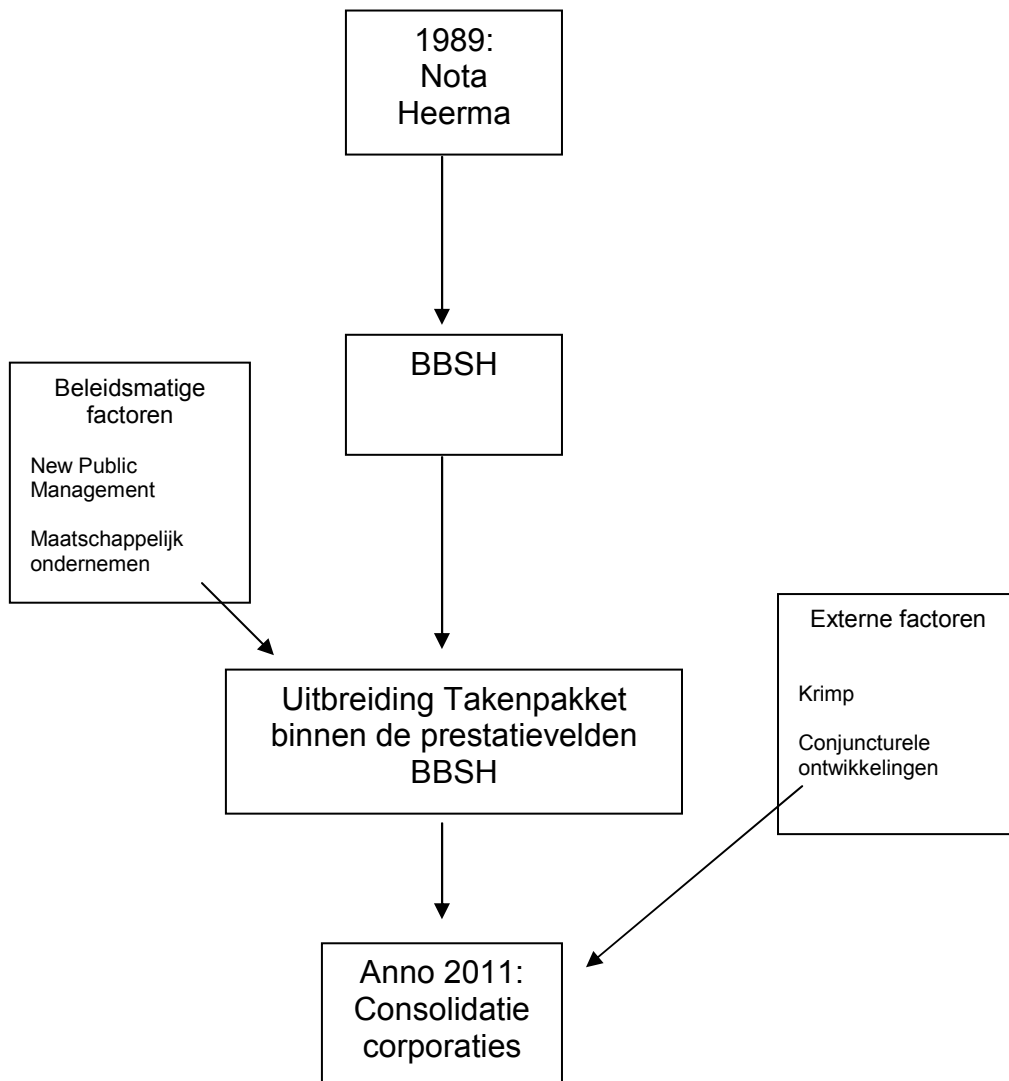 1989:
Nota
Heerma
BBSH
Beleidsmatige
factoren
New Public
Management
Maatschappelijk
ondernemen
Externe factoren
Krimp
Conjuncturele
ontwikkelingen
Uitbreiding Takenpakket
binnen de prestatievelden
BBSH
Anno 2011:
Consolidatie
corporaties